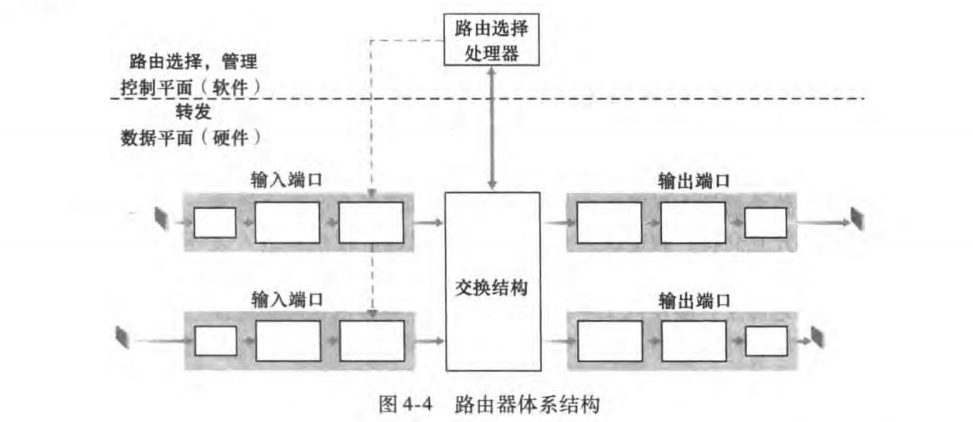 路由选择
处理器
路由选择，管理
控制平面（软件）
转发
数据平面（硬件）
输入端口
输出端口
交换结构
输入端口
输出端口
图 4-4 路由器体系结构